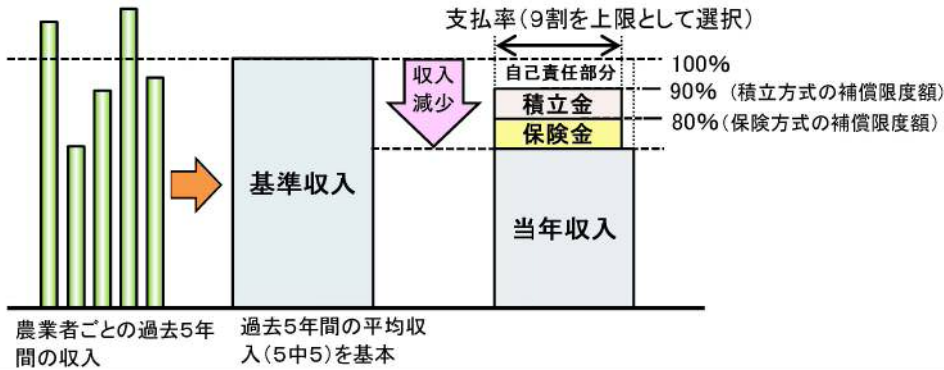 支払率(9割を上限として選択)
100%
自己責任部分
90% (積立方式の補償限度額)
収入
減少
積立金
80%(保険方式の補償限度額)
保険金
基準収入
当年収入
農業者ごとの過去5年
間の収入
過去5年間の平均収
入(5中5)を基本